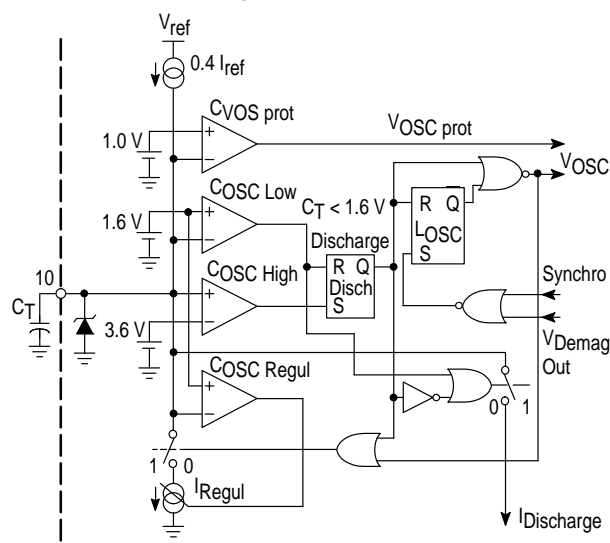 Vref
0.4 Iref
CVOS prot
1.0 V
VOSC prot
VOSC
COSC Low
CT < 1.6 V
R Q
LOSC
S
1.6 V
Discharge
10
COSC High
R Q
Disch
S
Synchro
CT
3.6 V
VDemag
Out
COSC Regul
0 1
1 0
IRegul
IDischarge